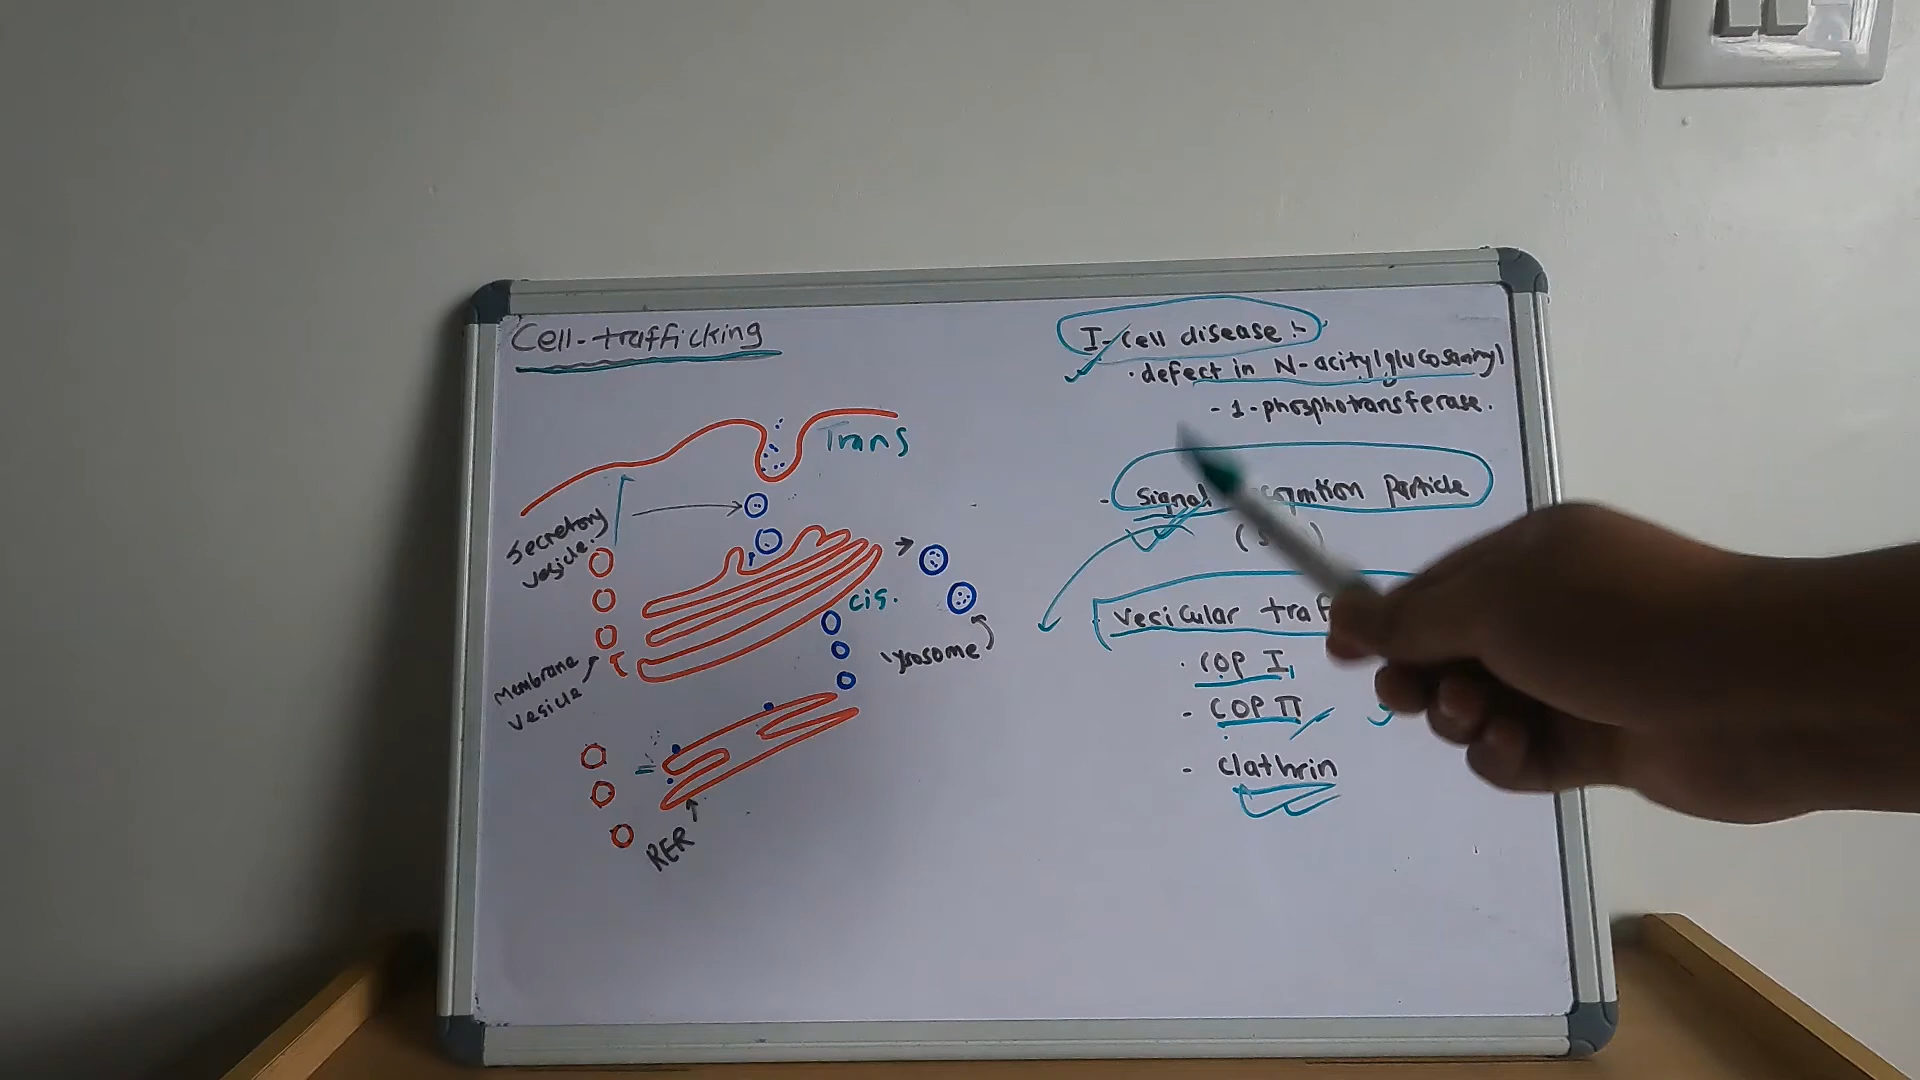 Cell-trafficking
Trans
Secretory
vesicle.
cis.
lysosome
Membrane
vesicle
RER
I-cell disease :-
· defect in N-acitylglucosaminyl
- 1-phosphotransferase.
- Signal particle
vesicular traf
· COP I
- COP II
- clathrin